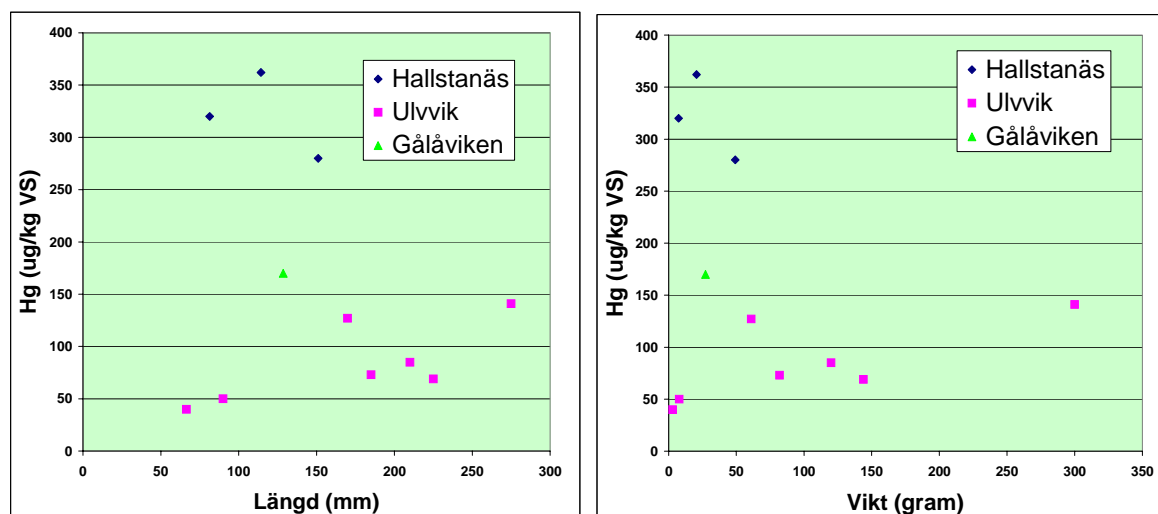 400
350
300
250
200
150
100
50
0
Hg (ug/kg VS)
Hallstanäs
Ulvvik
Gålåviken
0 50 100 150 200 250 300
Längd (mm)
400
350
300
250
200
150
100
50
0
Hg (ug/kg VS)
Hallstanäs
Ulvvik
Gålåviken
0 50 100 150 200 250 300 350
Vikt (gram)